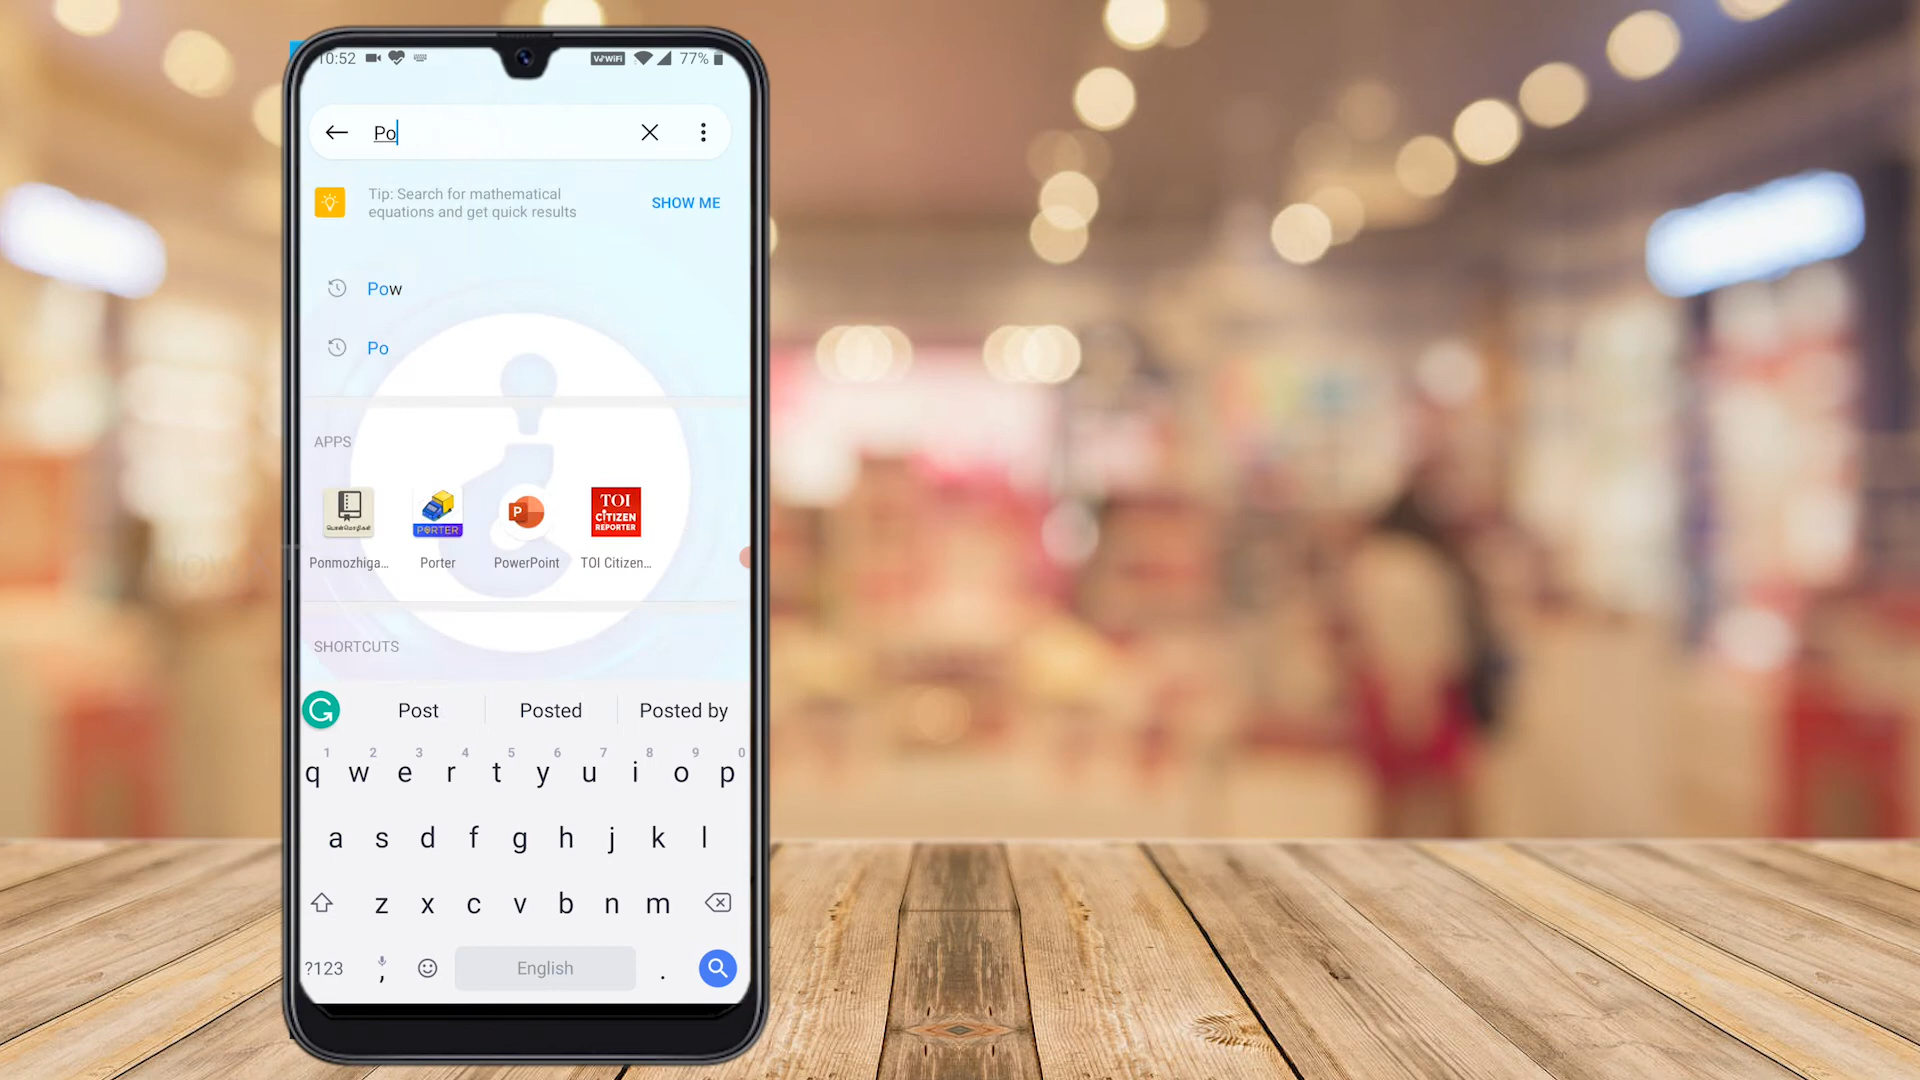 10:52
VoWiFi 77%
Po
Tip: Search for mathematical
equations and get quick results
SHOW ME
Pow
Po
APPS
பொன்மொழிகள்
PORTER
P
TOI
CITIZEN
REPORTER
Ponmozhiga...
Porter
PowerPoint
TOI Citizen...
SHORTCUTS
Post
Posted
Posted by
1 2 3 4 5 6 7 8 9 0
q w e r t y u i o p
a s d f g h j k l
z x c v b n m
?123 , English .